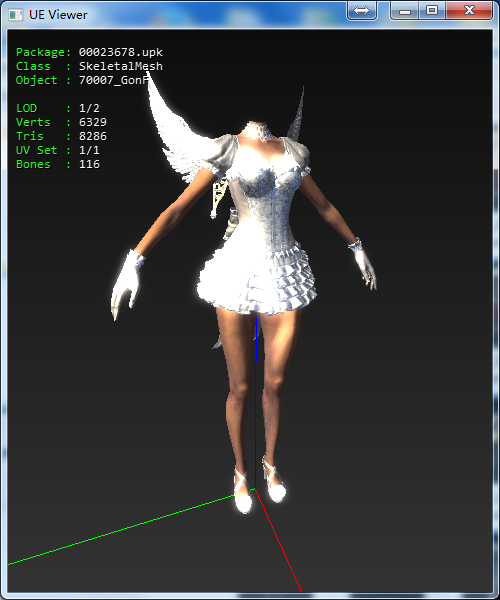 UE Viewer
Package: 00023678.upk
Class : SkeletalMesh
Object : 70007_GonF
LOD : 1/2
Verts : 6329
Tris : 8286
UV Set : 1/1
Bones : 116